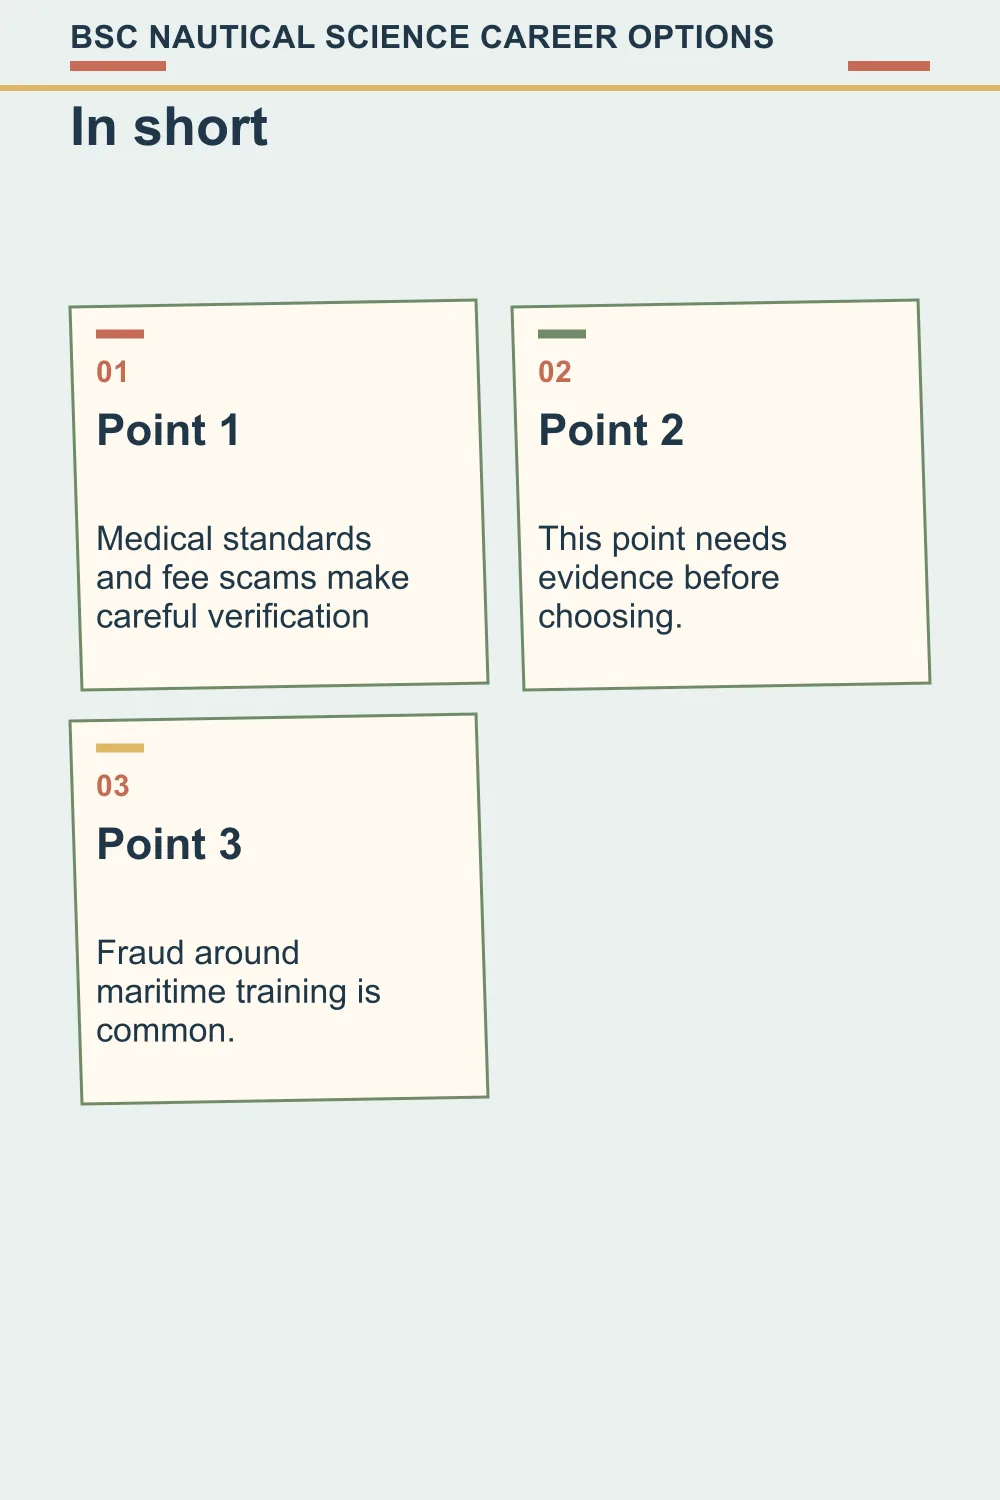 BSC NAUTICAL SCIENCE CAREER OPTIONS
In short
01
Point 1
Medical standards
and fee scams make
careful verification
02
Point 2
This point needs
evidence before
choosing.
03
Point 3
Fraud around
maritime training is
common.